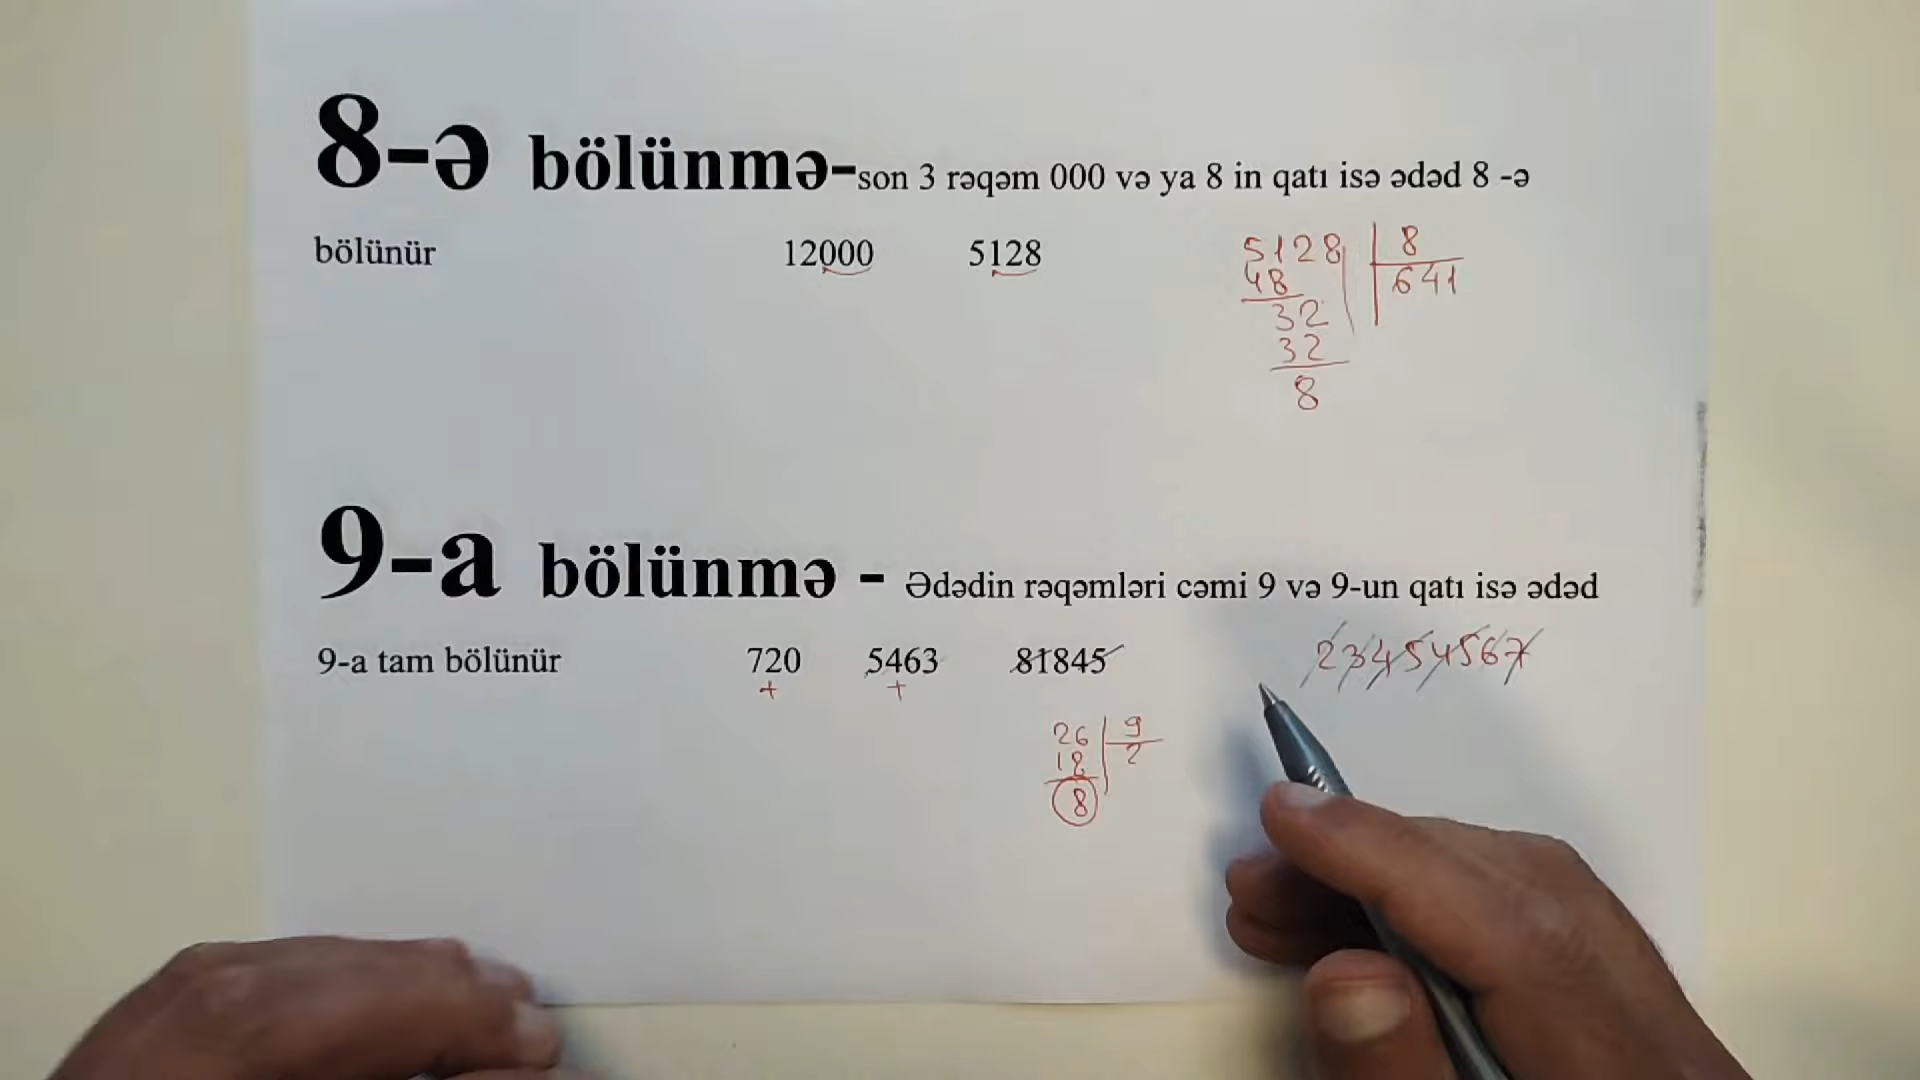 8-ə bölünmə-son 3 rəqəm 000 və ya 8 in qatı isə ədəd 8 -ə
bölünür 12000 5128
5128 8
48 641
32
32
8
9-a bölünmə - Ədədin rəqəmləri cəmi 9 və 9-un qatı isə ədəd
9-a tam bölünür 720 5463 81845 23454567
+ +
26 9
18 2
8